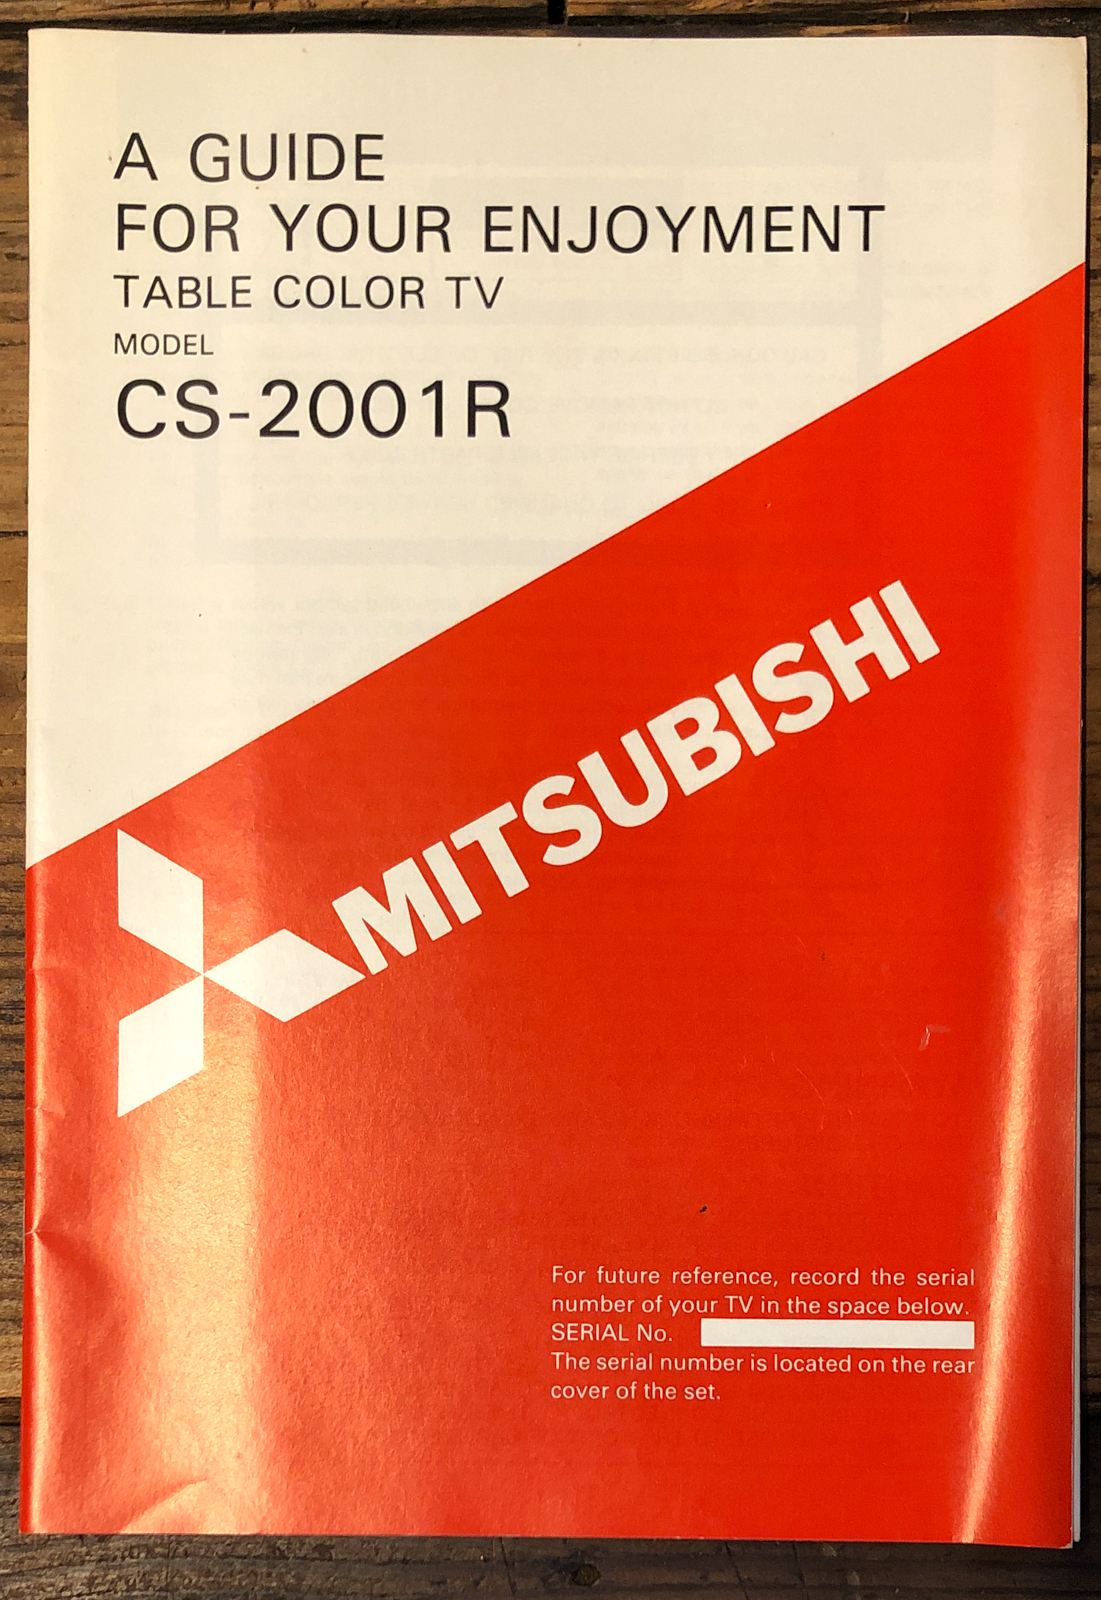 A GUIDE
FOR YOUR ENJOYMENT
TABLE COLOR TV
MODEL
CS-2001R
MITSUBISHI
For future reference, record the serial
number of your TV in the space below.
SERIAL No.
The serial number is located on the rear
cover of the set.